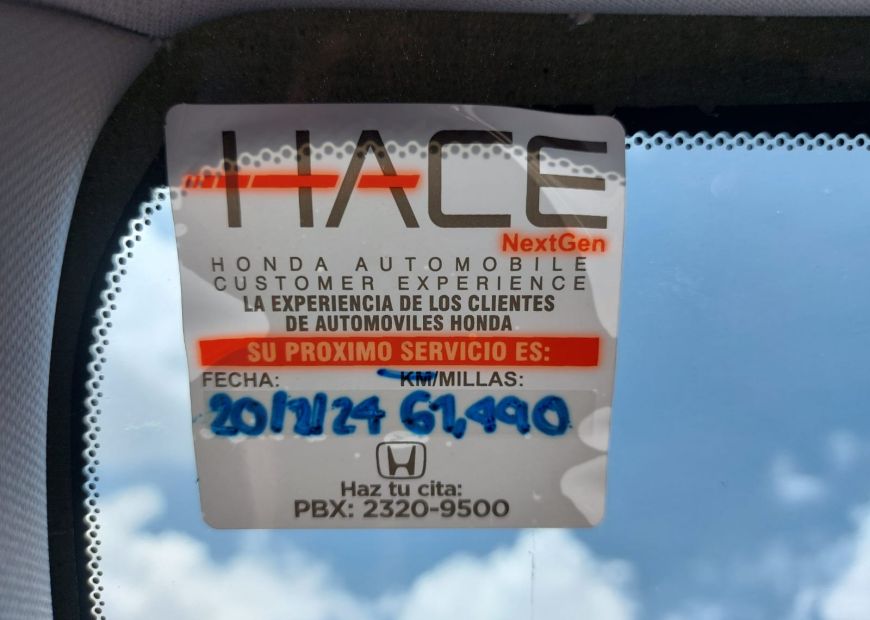 HACE
NextGen
HONDA AUTOMOBILE
CUSTOMER EXPERIENCE
LA EXPERIENCIA DE LOS CLIENTES
DE AUTOMOVILES HONDA
SU PROXIMO SERVICIO ES:
FECHA: KM/MILLAS:
20/2/24 61,490
Haz tu cita:
PBX: 2320-9500